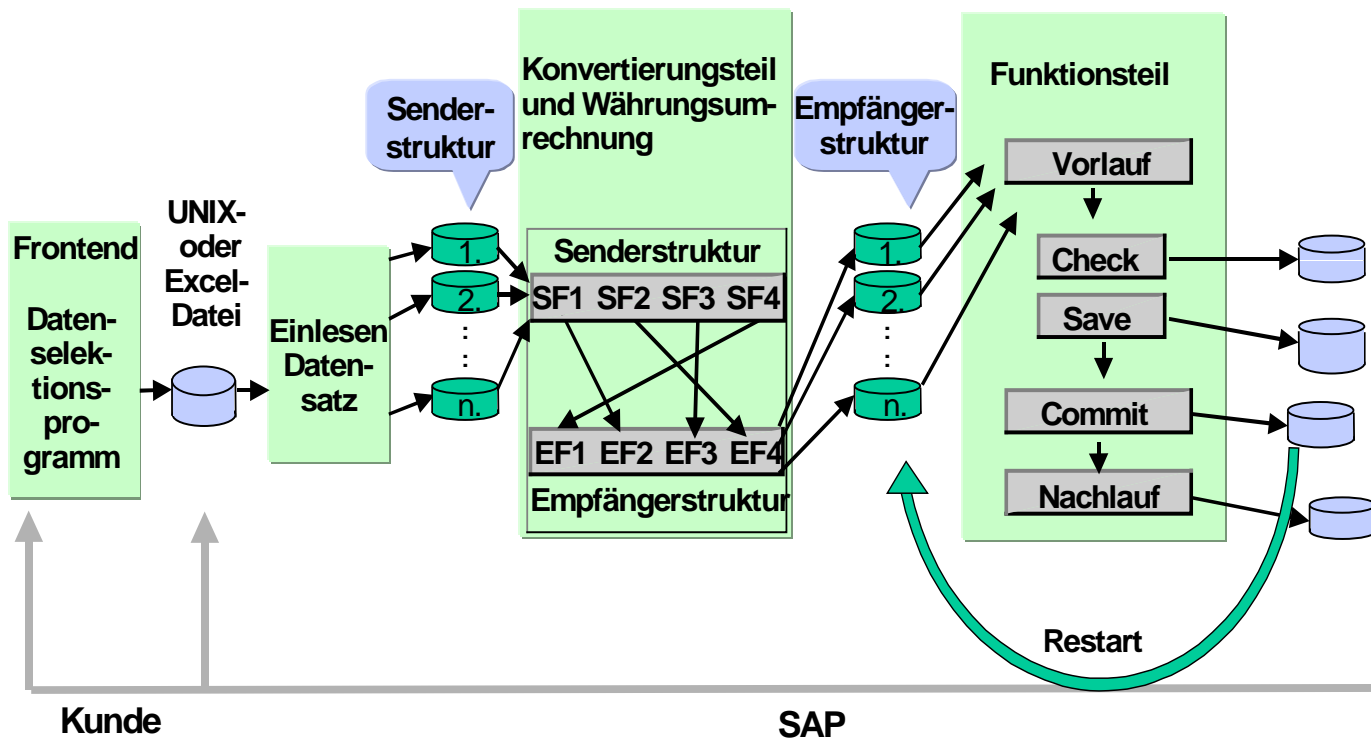 Frontend
Daten-
selek-
tions-
pro-
gramm
UNIX-
oder
Excel-
Datei
Einlesen
Daten-
satz
Sender-
struktur
1.
2.
:
:
n.
Konvertierungsteil
und Währungsum-
rechnung
Senderstruktur
SF1 SF2 SF3 SF4
EF1 EF2 EF3 EF4
Empfängerstruktur
Empfänger-
struktur
1.
2.
:
:
n.
Funktionsteil
Vorlauf
Check
Save
Commit
Nachlauf
Restart
Kunde
SAP